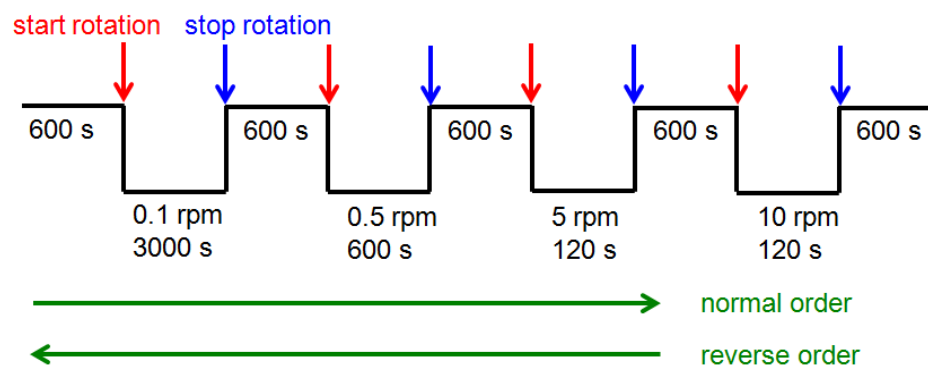 start rotation
stop rotation
600 s
600 s
600 s
600 s
600 s
0.1 rpm
3000 s
0.5 rpm
600 s
5 rpm
120 s
10 rpm
120 s
normal order
reverse order